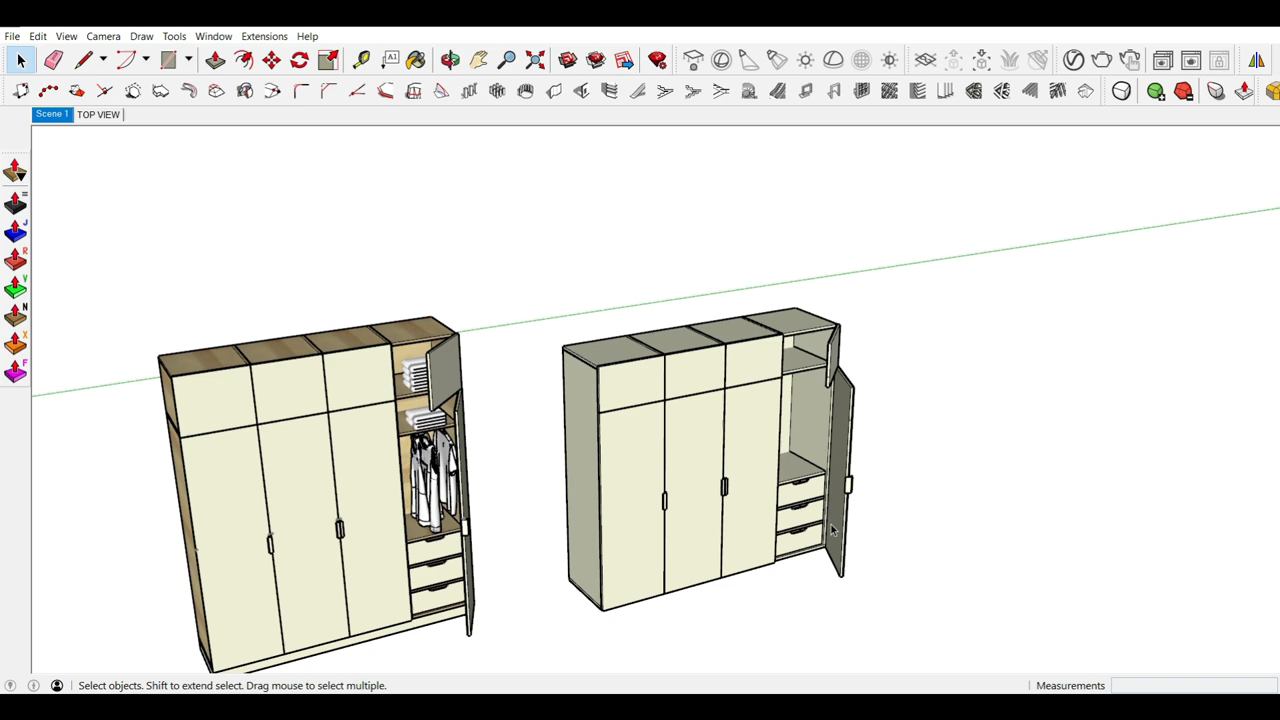 File Edit View Camera Draw Tools Window Extensions Help
A1
Scene 1 TOP VIEW
=
J
R
V
N
X
F
Select objects. Shift to extend select. Drag mouse to select multiple. Measurements